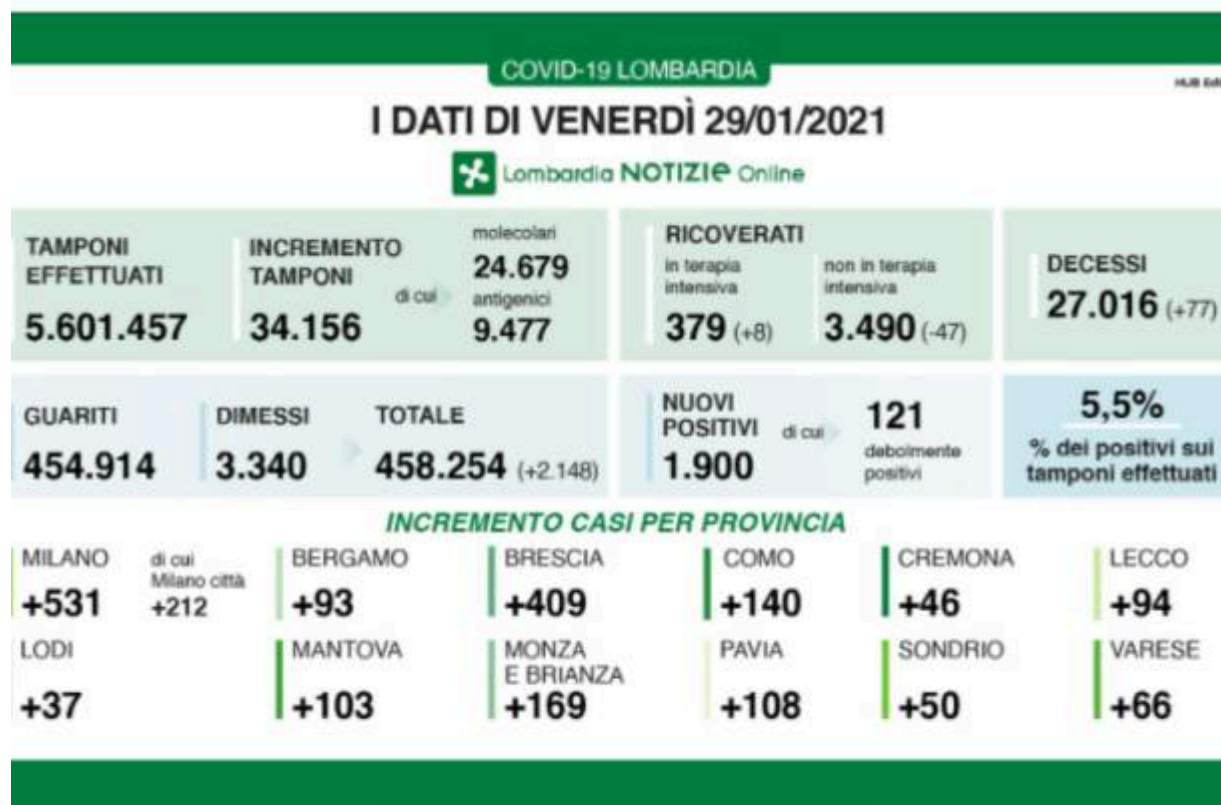 COVID-19 LOMBARDIA
HUB
I DATI DI VENERDÌ 29/01/2021
Lombardia NOTIZIE Online
TAMPONI
EFFETTUATI
5.601.457
INCREMENTO
TAMPONI
34.156
di cui
molecolari
24.679
antigenici
9.477
RICOVERATI
in terapia
intensiva
379 (+8)
non in terapia
intensiva
3.490 (-47)
DECESSI
27.016 (+77)
GUARITI
454.914
DIMESSI
3.340
TOTALE
458.254 (+2.148)
NUOVI
POSITIVI
1.900
di cui
121
debolmente
positivi
5,5%
% dei positivi sui
tamponi effettuati
INCREMENTO CASI PER PROVINCIA
MILANO
+531
di cui
Milano città
+212
BERGAMO
+93
BRESCIA
+409
COMO
+140
CREMONA
+46
LECCO
+94
LODI
+37
MANTOVA
+103
MONZA
E BRIANZA
+169
PAVIA
+108
SONDRIO
+50
VARESE
+66